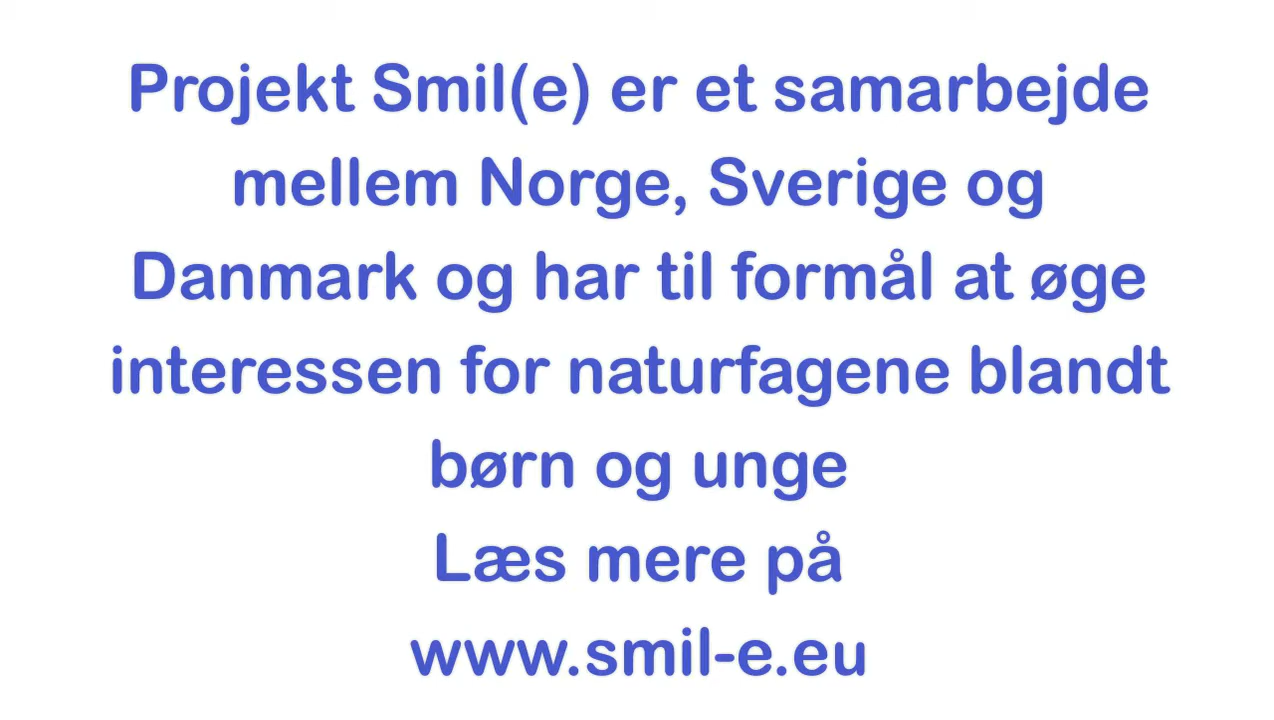 Projekt Smil(e) er et samarbejde
mellem Norge, Sverige og
Danmark og har til formål at øge
interessen for naturfagene blandt
børn og unge
Læs mere på
www.smil-e.eu